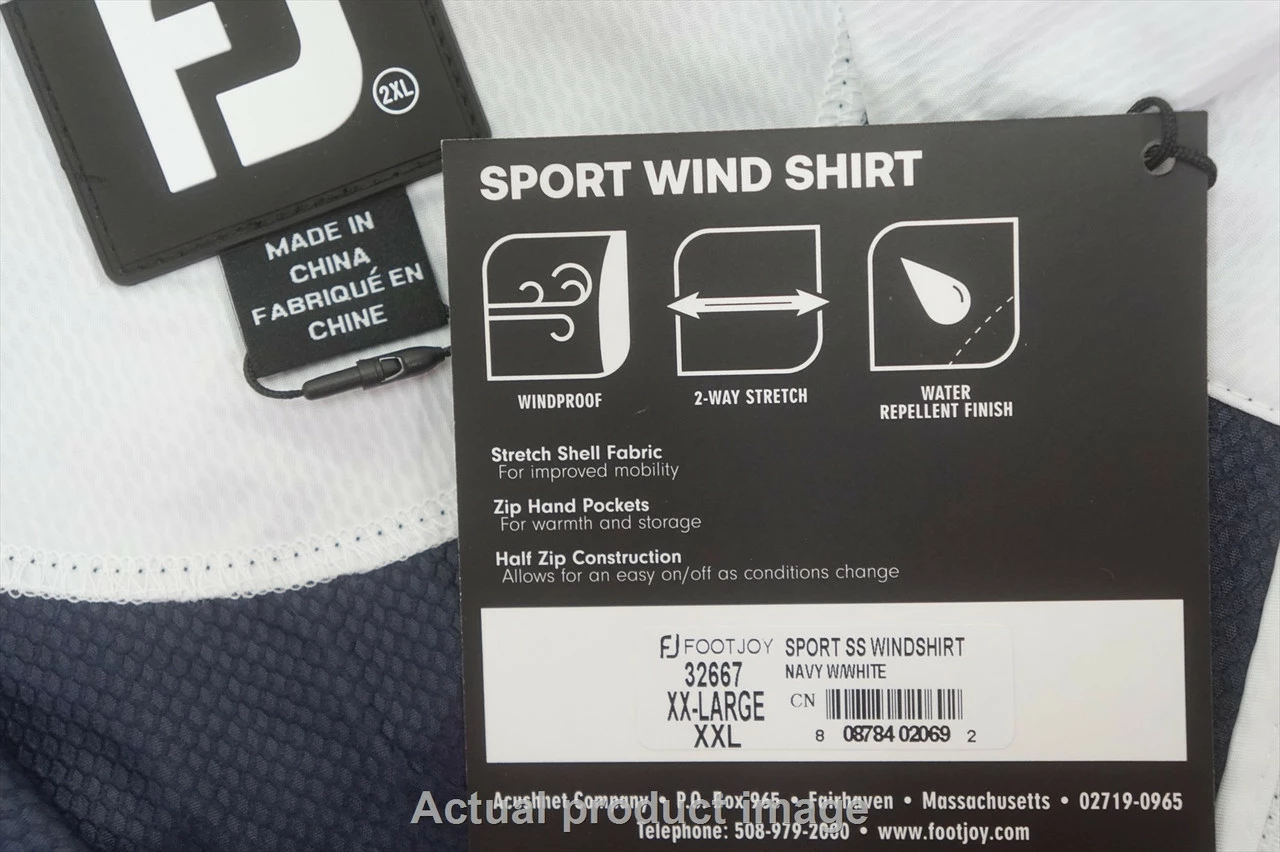 FJ
2XL
MADE IN
CHINA
FABRIQUÉ EN
CHINE
SPORT WIND SHIRT
WINDPROOF
2-WAY STRETCH
WATER
REPELLENT FINISH
Stretch Shell Fabric
For improved mobility
Zip Hand Pockets
For warmth and storage
Half Zip Construction
Allows for an easy on/off as conditions change
FJ FOOTJOY
32667
XX-LARGE
XXL
SPORT SS WINDSHIRT
NAVY W/WHITE
CN
8 08784 02069 2
Acushnet Company • P.O. Box 965 • Fairhaven • Massachusetts • 02719-0965
Telephone: 508-979-2000 • www.footjoy.com
Actual product image